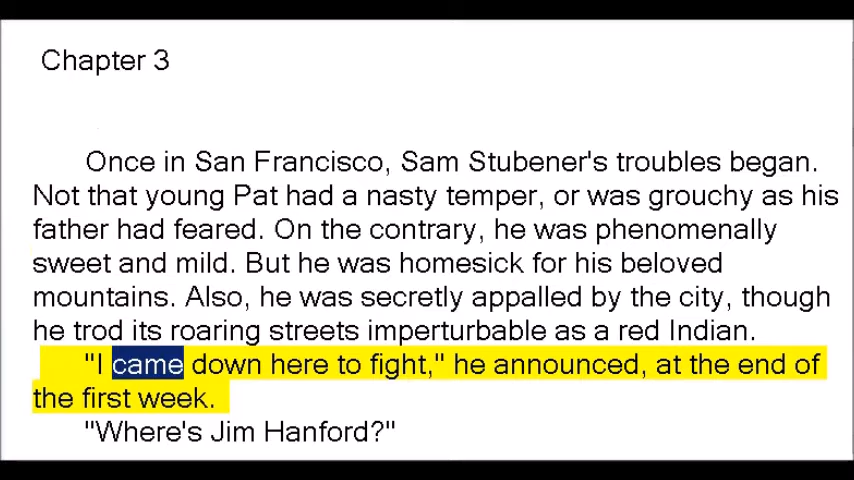 Chapter 3
Once in San Francisco, Sam Stubener's troubles began.
Not that young Pat had a nasty temper, or was grouchy as his
father had feared. On the contrary, he was phenomenally
sweet and mild. But he was homesick for his beloved
mountains. Also, he was secretly appalled by the city, though
he trod its roaring streets imperturbable as a red Indian.
"I came down here to fight," he announced, at the end of
the first week.
"Where's Jim Hanford?"